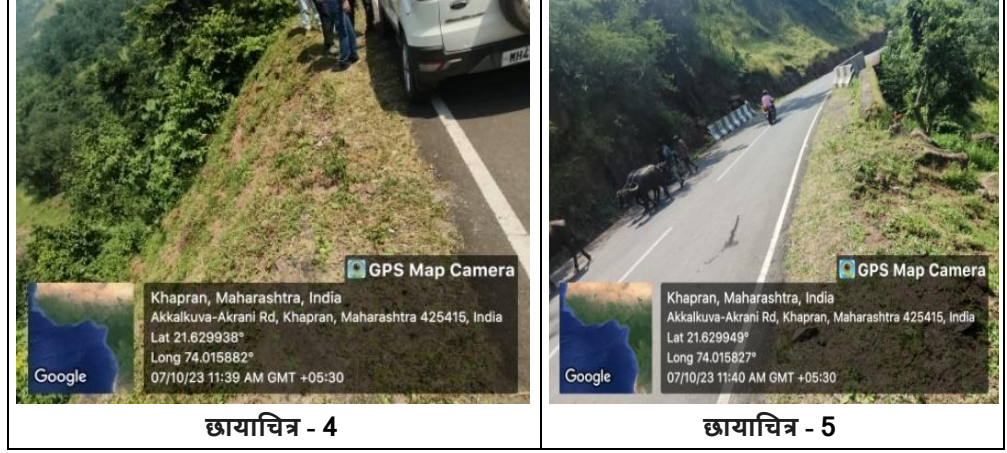 MH
GPS Map Camera
Khapran, Maharashtra, India
Akkalkuva-Akrani Rd, Khapran, Maharashtra 425415, India
Lat 21.629938°
Long 74.015882°
07/10/23 11:39 AM GMT +05:30
Google
छायाचित्र - 4
GPS Map Camera
Khapran, Maharashtra, India
Akkalkuva-Akrani Rd, Khapran, Maharashtra 425415, India
Lat 21.629949°
Long 74.015827°
07/10/23 11:40 AM GMT +05:30
Google
छायाचित्र - 5